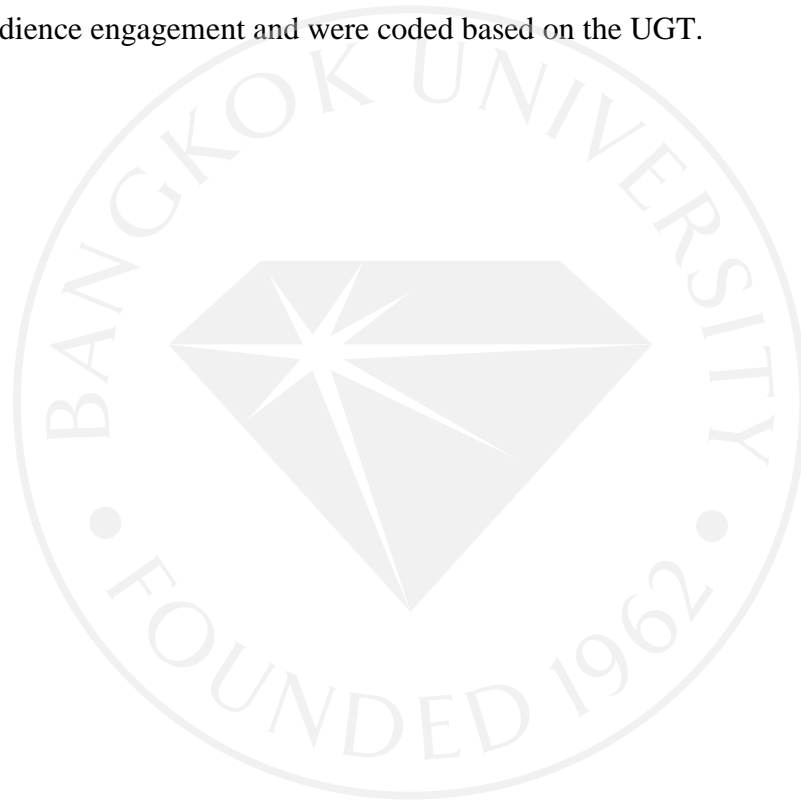 dience engagement and were coded based on the UGT.
BANGKOK UNIVERSITY
FOUNDED 1962